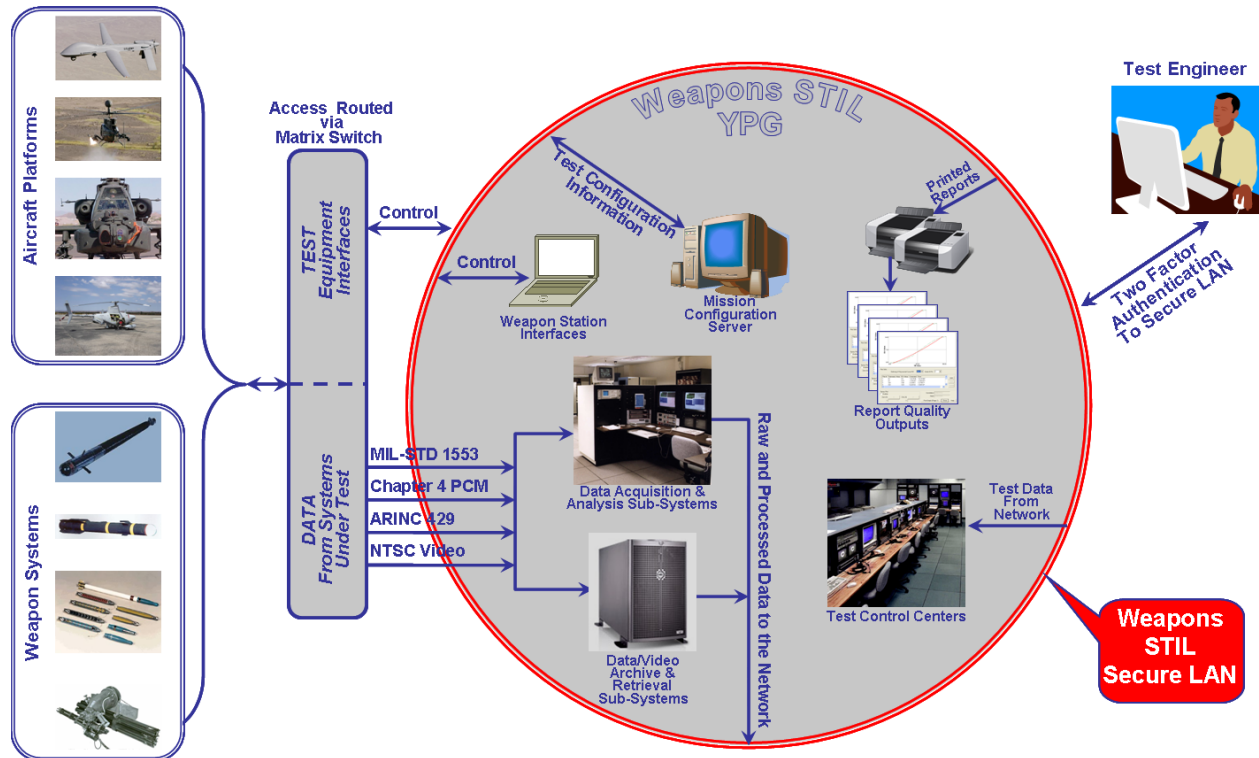 Aircraft Platforms
Weapon Systems
Access Routed
via
Matrix Switch
TEST
Equipment
Interfaces
DATA
From Systems
Under Test
Control
Control
MIL-STD 1553
Chapter 4 PCM
ARINC 429
NTSC Video
Weapons STIL
YPG
Test Configuration
Information
Weapon Station
Interfaces
Mission
Configuration
Server
Printed
Reports
Report Quality
Outputs
Data Acquisition &
Analysis Sub-Systems
Data/Video
Archive &
Retrieval
Sub-Systems
Raw and Processed Data to the Network
Test Data
From
Network
Test Control Centers
Test Engineer
Two Factor
Authentication
To Secure LAN
Weapons
STIL
Secure LAN